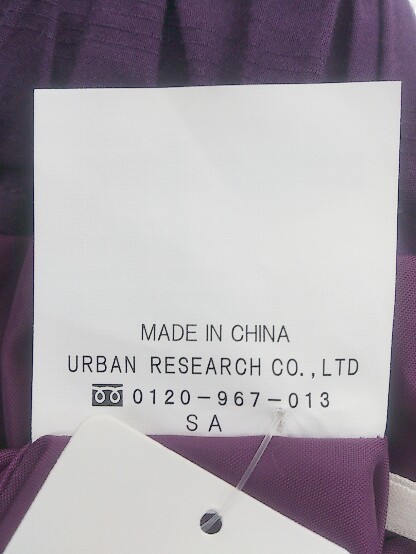 MADE IN CHINA
URBAN RESEARCH CO.,LTD
0120-967-013
SA